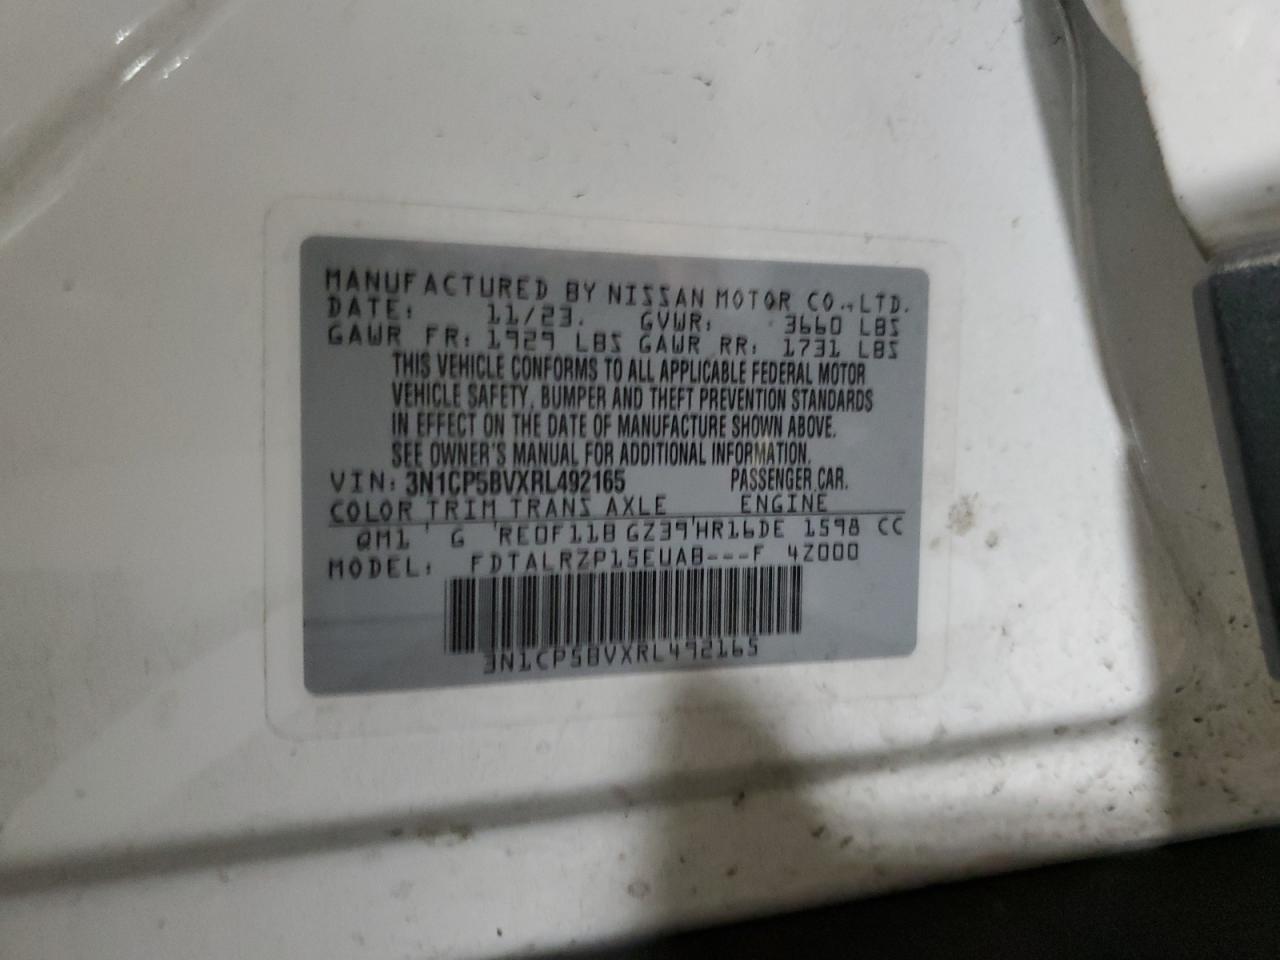 MANUFACTURED BY NISSAN MOTOR CO.,LTD.
DATE: 11/23. GVWR: 3660 LBS
GAWR FR: 1929 LBS GAWR RR: 1731 LBS
THIS VEHICLE CONFORMS TO ALL APPLICABLE FEDERAL MOTOR
VEHICLE SAFETY, BUMPER AND THEFT PREVENTION STANDARDS
IN EFFECT ON THE DATE OF MANUFACTURE SHOWN ABOVE.
SEE OWNER'S MANUAL FOR ADDITIONAL INFORMATION.
VIN: 3N1CP5BVXRL492165 PASSENGER CAR.
COLOR TRIM TRANS AXLE ENGINE
QM1 ' G 'RE0F11B GZ39'HR16DE 1598 CC
MODEL: FDTALRZP15EUAB---F 4Z000
3N1CP5BVXRL492165